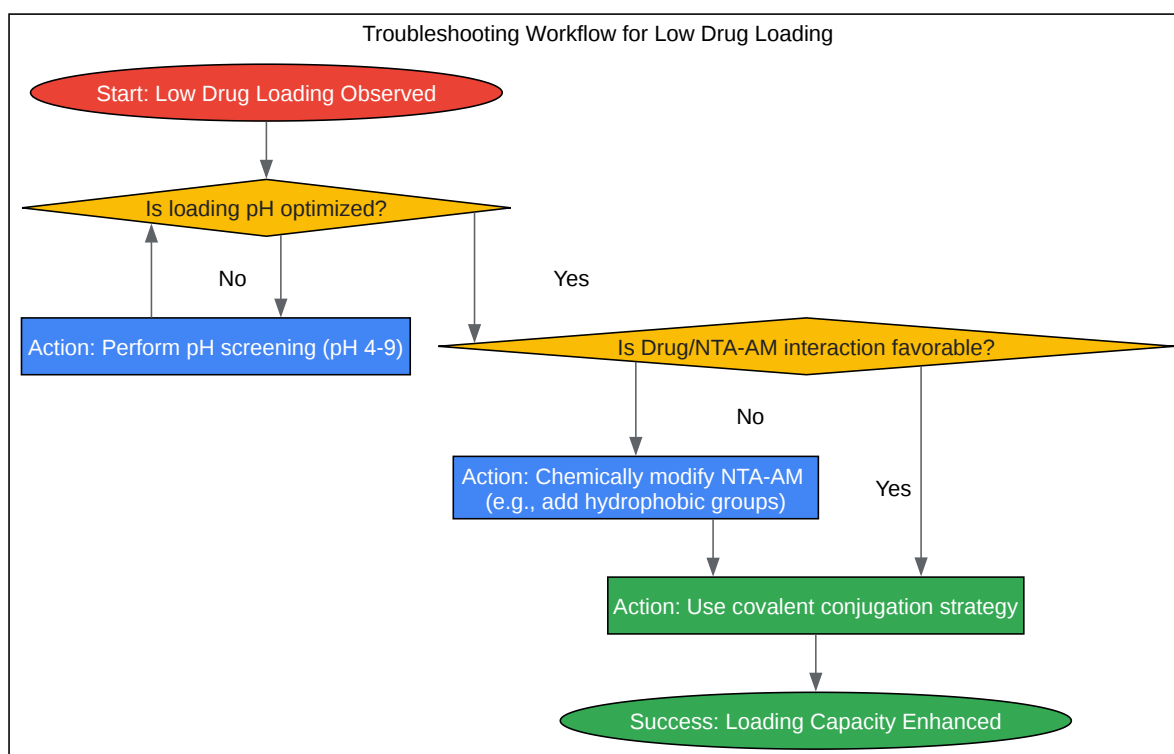 Troubleshooting Workflow for Low Drug Loading
Start: Low Drug Loading Observed
Is loading pH optimized?
No
Yes
Action: Perform pH screening (pH 4-9)
Is Drug/NTA-AM interaction favorable?
No
Action: Chemically modify NTA-AM
(e.g., add hydrophobic groups)
Yes
Action: Use covalent conjugation strategy
Success: Loading Capacity Enhanced